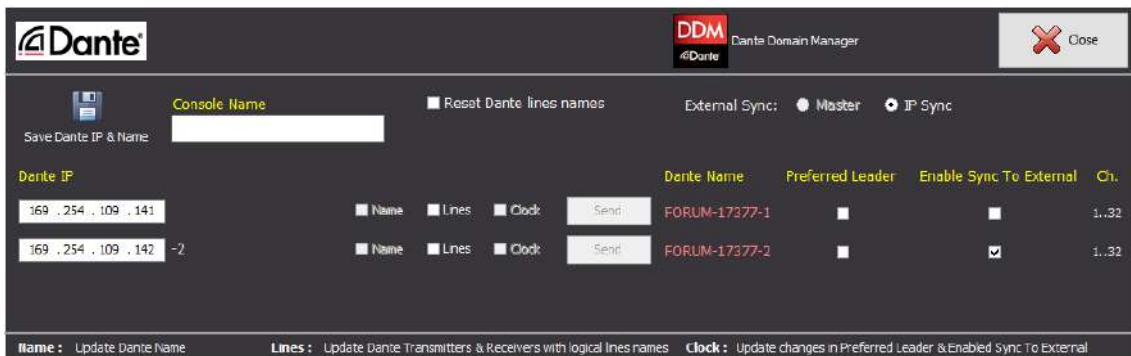 Dante
DDM
Dante
Dante Domain Manager
Close
Save Dante IP & Name
Console Name
Reset Dante lines names
External Sync: Master IP Sync
Dante IP Dante Name Preferred Leader Enable Sync To External Ch.
169 . 254 . 109 . 141 Name Lines Clock Send FORUM-17377-1 1..32
169 . 254 . 109 . 142 -2 Name Lines Clock Send FORUM-17377-2 1..32
Name : Update Dante Name Lines : Update Dante Transmitters & Receivers with logical lines names Clock : Update changes in Preferred Leader & Enabled Sync To External